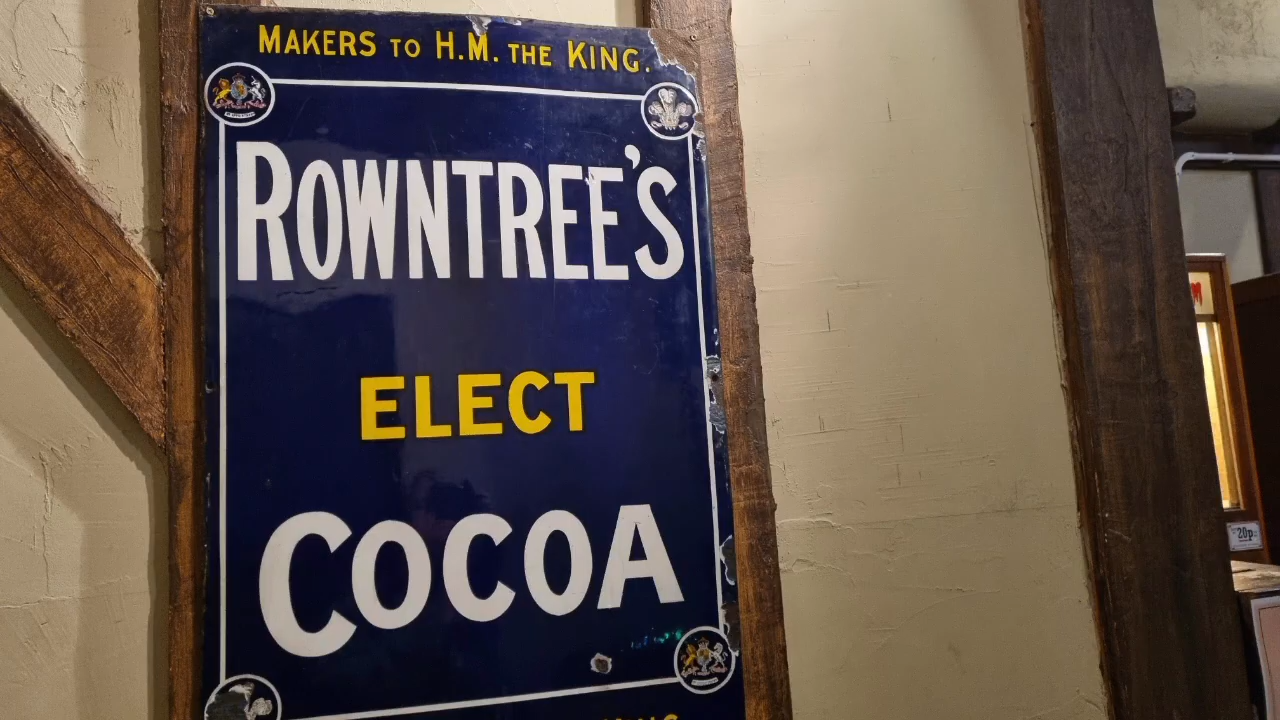 MAKERS TO H.M. THE KING.
ROWNTREE'S
ELECT
COCOA
20p